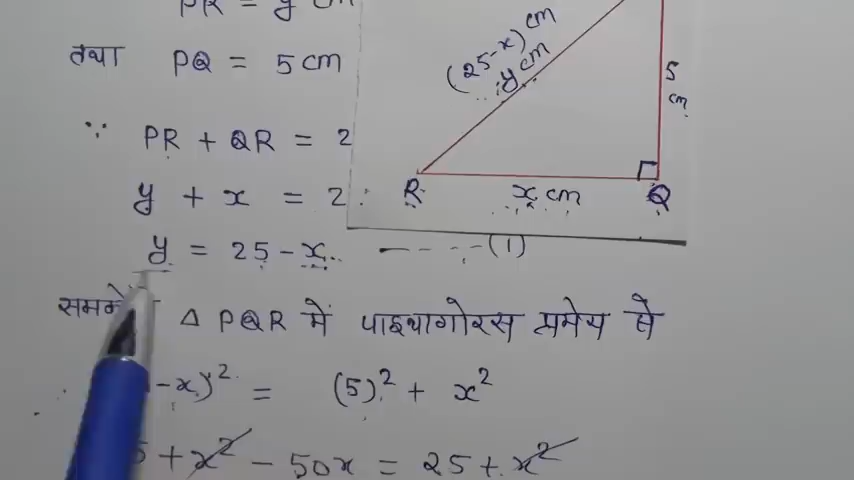 PR = y cm
तथा PQ = 5 cm
∵ PR + QR = 2
y + x = 2
y = 25 - x ------(1)
(25-x) cm
y cm
5
cm
R
x cm
Q
Δ PQR में पाइथागोरस प्रमेय से
-x)² = (5)² + x²
5 + x² - 50x = 25 + x²